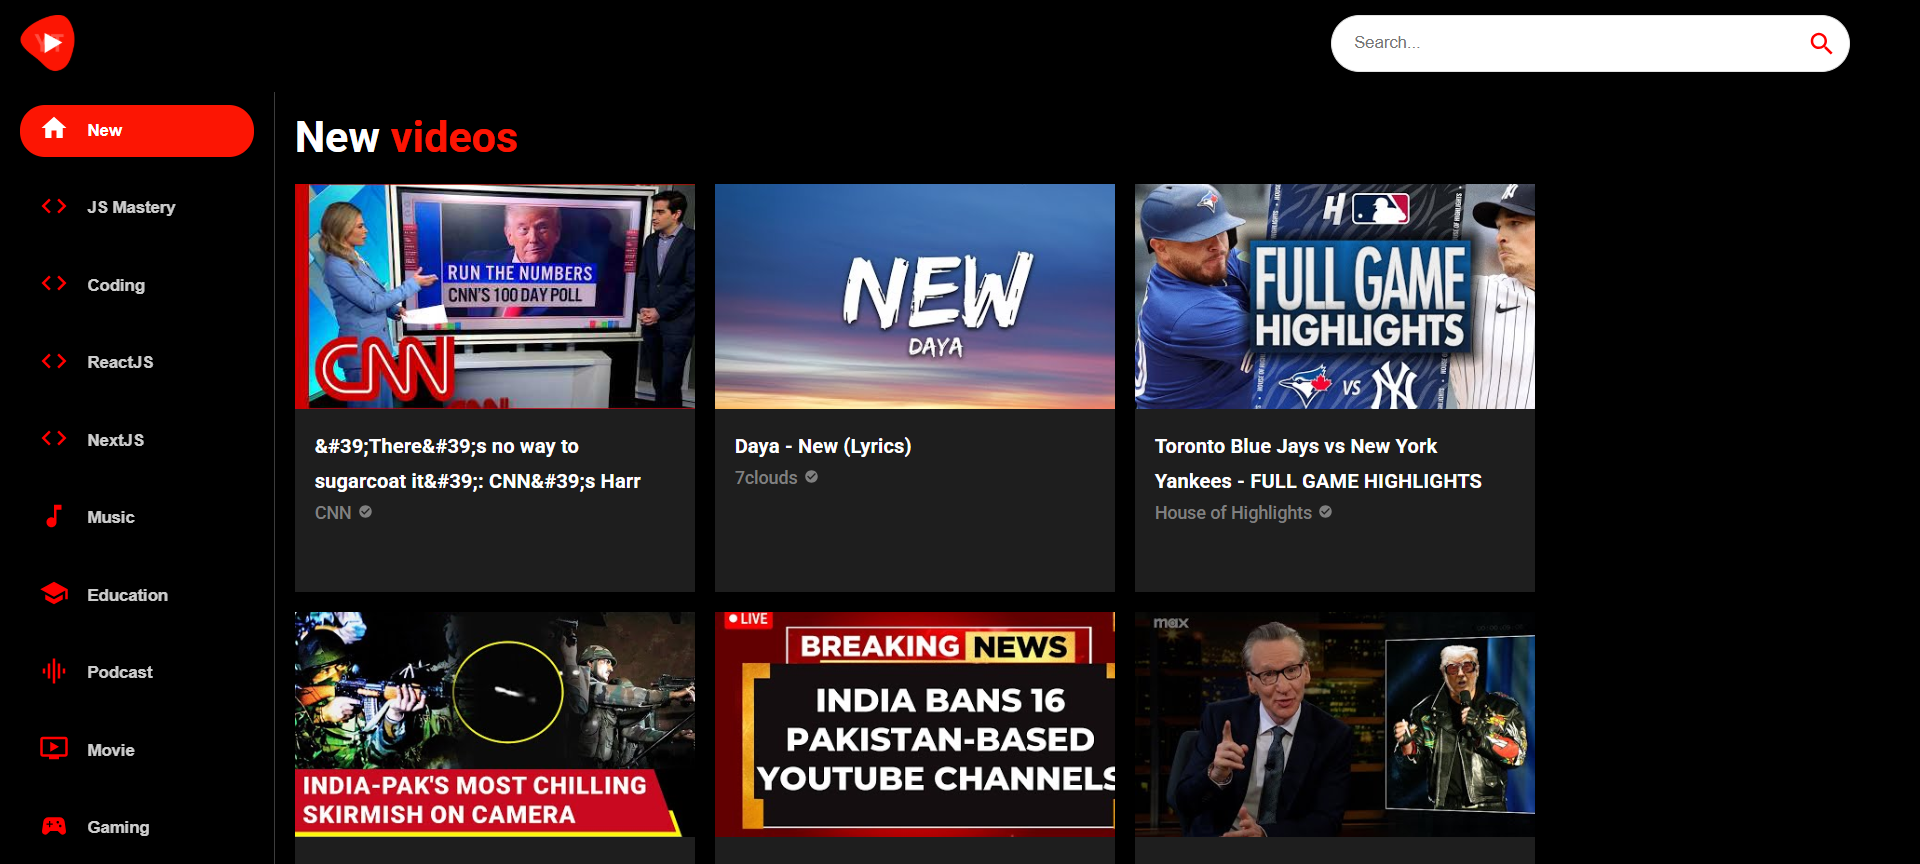 YT
Search...
New
JS Mastery
Coding
ReactJS
NextJS
Music
Education
Podcast
Movie
Gaming
New videos
RUN THE NUMBERS
CNN'S 100 DAY POLL
CNN
&#39;There&#39;s no way to
sugarcoat it&#39;: CNN&#39;s Harr
CNN
NEW
DAYA
Daya - New (Lyrics)
7clouds
H
FULL GAME
HIGHLIGHTS
VS
NY
Toronto Blue Jays vs New York
Yankees - FULL GAME HIGHLIGHTS
House of Highlights
INDIA-PAK'S MOST CHILLING
SKIRMISH ON CAMERA
LIVE
BREAKING NEWS
INDIA BANS 16
PAKISTAN-BASED
YOUTUBE CHANNELS
max